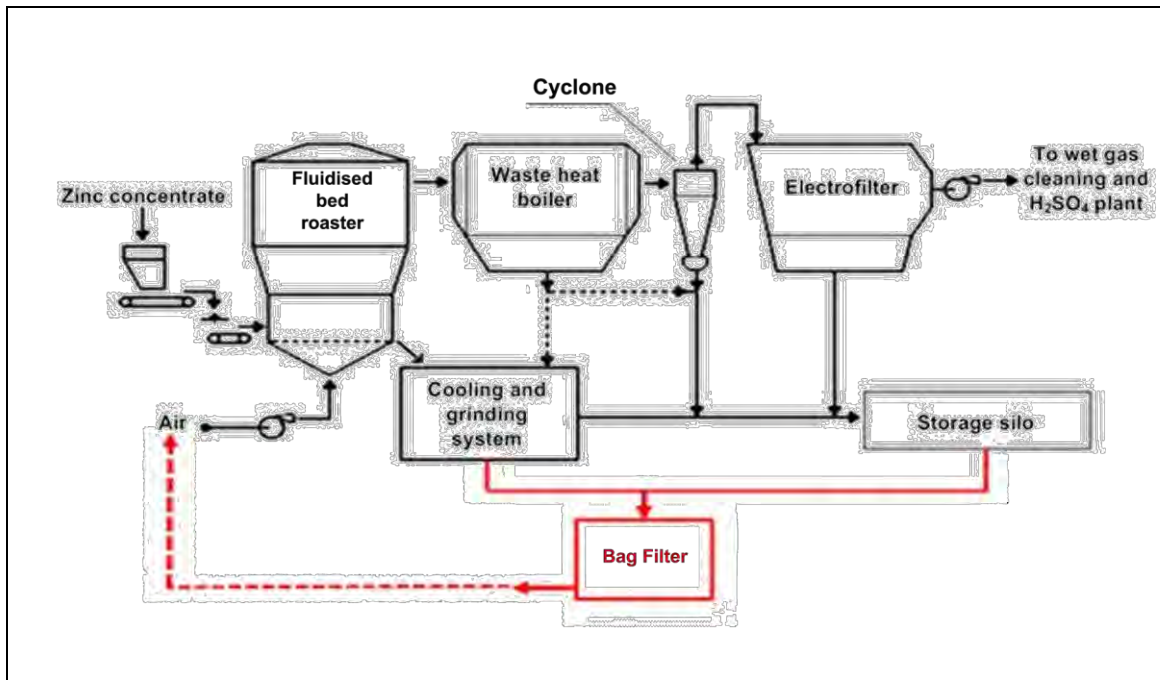 Cyclone
Zinc concentrate
Fluidised
bed
roaster
Waste heat
boiler
Electrofilter
To wet gas
cleaning and
H₂SO₄ plant
Air
Cooling and
grinding
system
Storage silo
Bag Filter